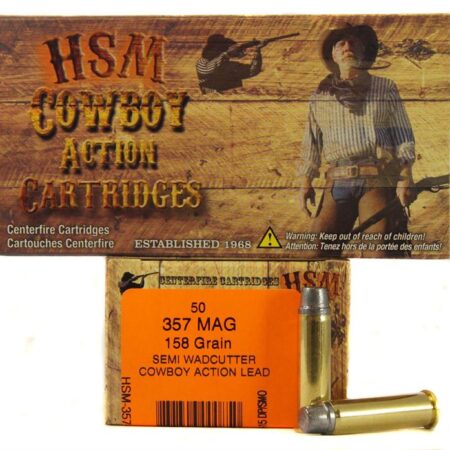 HSM
COWBOY
ACTION
CARTRIDGES
Centerfire Cartridges
Cartouches Centerfire
ESTABLISHED 1968
Warning: Keep out of reach of children!
Attention: Tenez hors de la portée des enfants!
CENTERFIRE CARTRIDGES
HSM
50
357 MAG
158 Grain
SEMI WADCUTTER
COWBOY ACTION LEAD
HSM-357